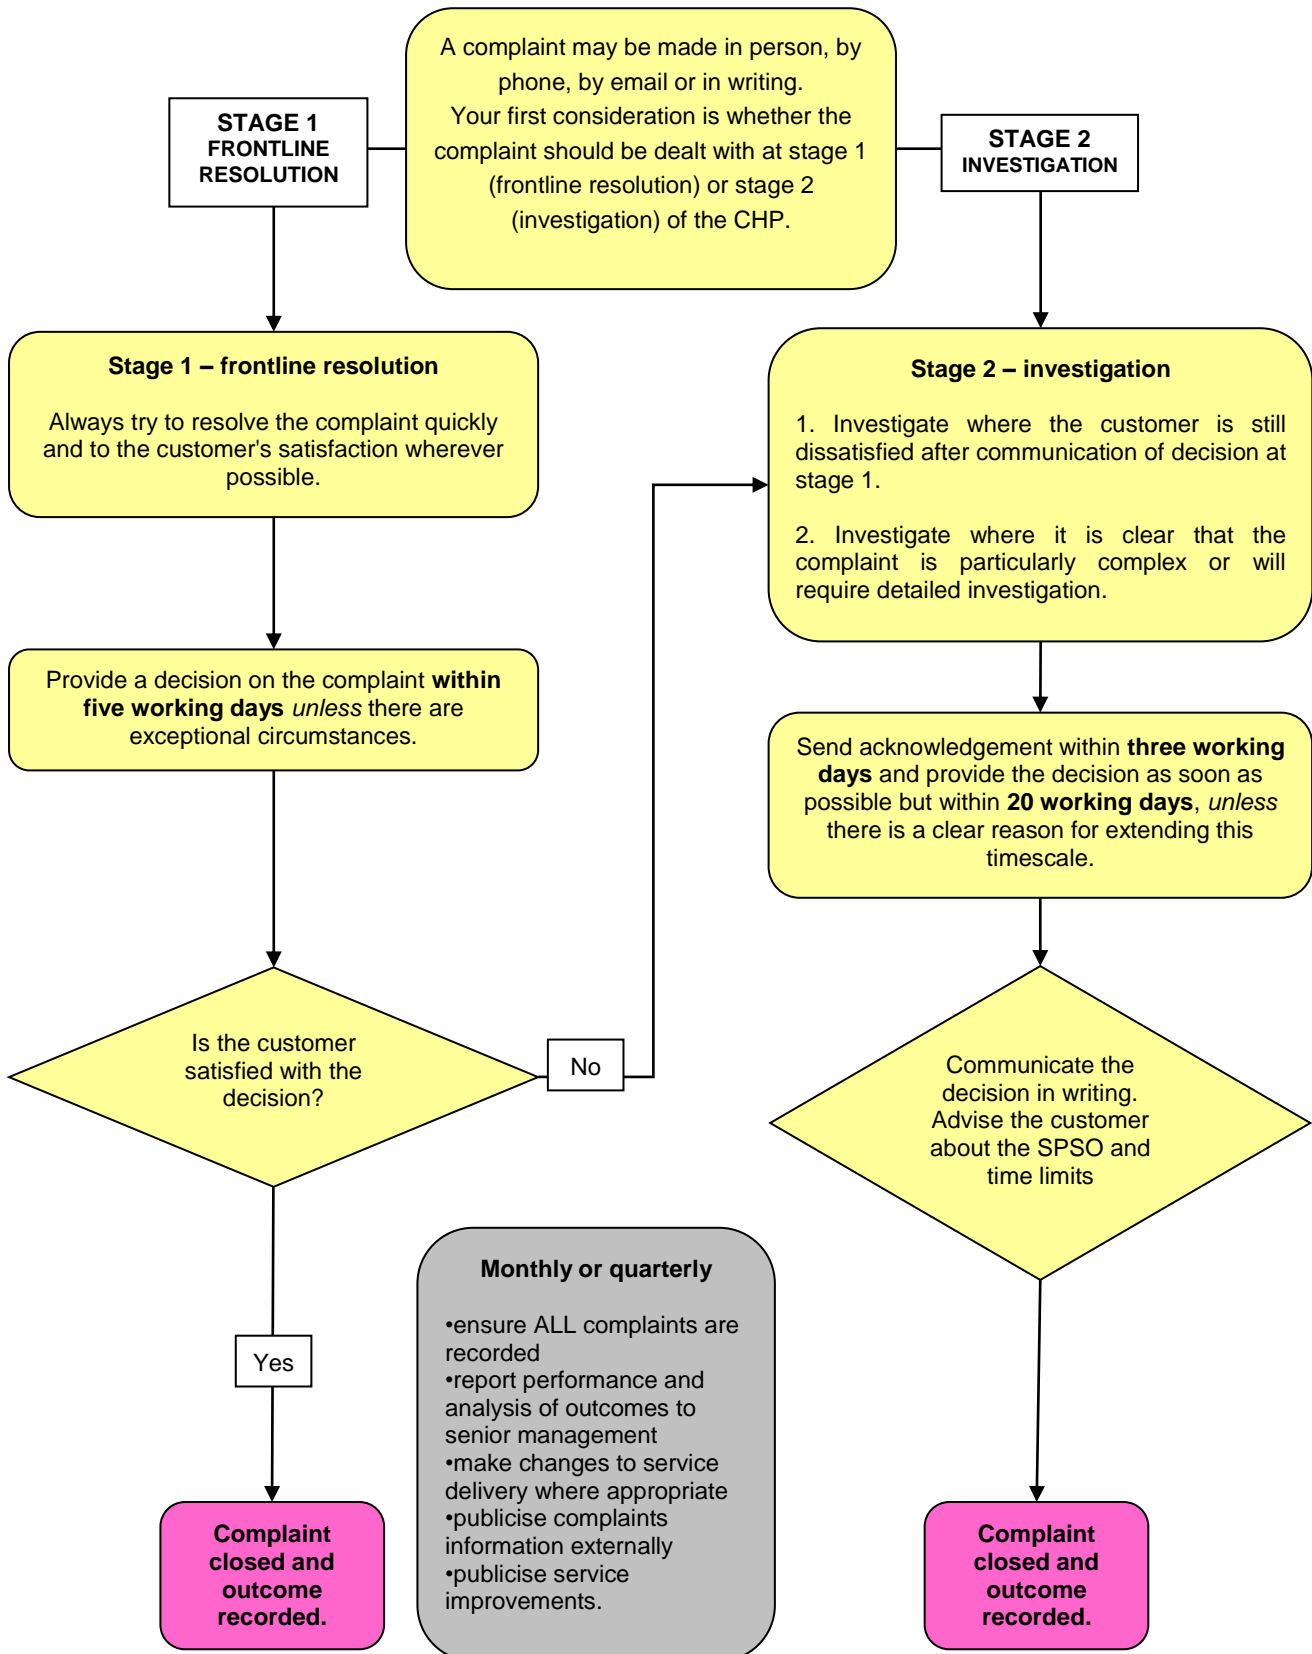 A complaint may be made in person, by
phone, by email or in writing.
Your first consideration is whether the
complaint should be dealt with at stage 1
(frontline resolution) or stage 2
(investigation) of the CHP.
STAGE 1
FRONTLINE
RESOLUTION
STAGE 2
INVESTIGATION
Stage 1 – frontline resolution
Always try to resolve the complaint quickly
and to the customer's satisfaction wherever
possible.
Provide a decision on the complaint within
five working days unless there are
exceptional circumstances.
Is the customer
satisfied with the
decision?
No
Yes
Complaint
closed and
outcome
recorded.
Stage 2 – investigation
1. Investigate where the customer is still
dissatisfied after communication of decision at
stage 1.
2. Investigate where it is clear that the
complaint is particularly complex or will
require detailed investigation.
Send acknowledgement within three working
days and provide the decision as soon as
possible but within 20 working days, unless
there is a clear reason for extending this
timescale.
Communicate the
decision in writing.
Advise the customer
about the SPSO and
time limits
Monthly or quarterly
•ensure ALL complaints are
recorded
•report performance and
analysis of outcomes to
senior management
•make changes to service
delivery where appropriate
•publicise complaints
information externally
•publicise service
improvements.
Complaint
closed and
outcome
recorded.